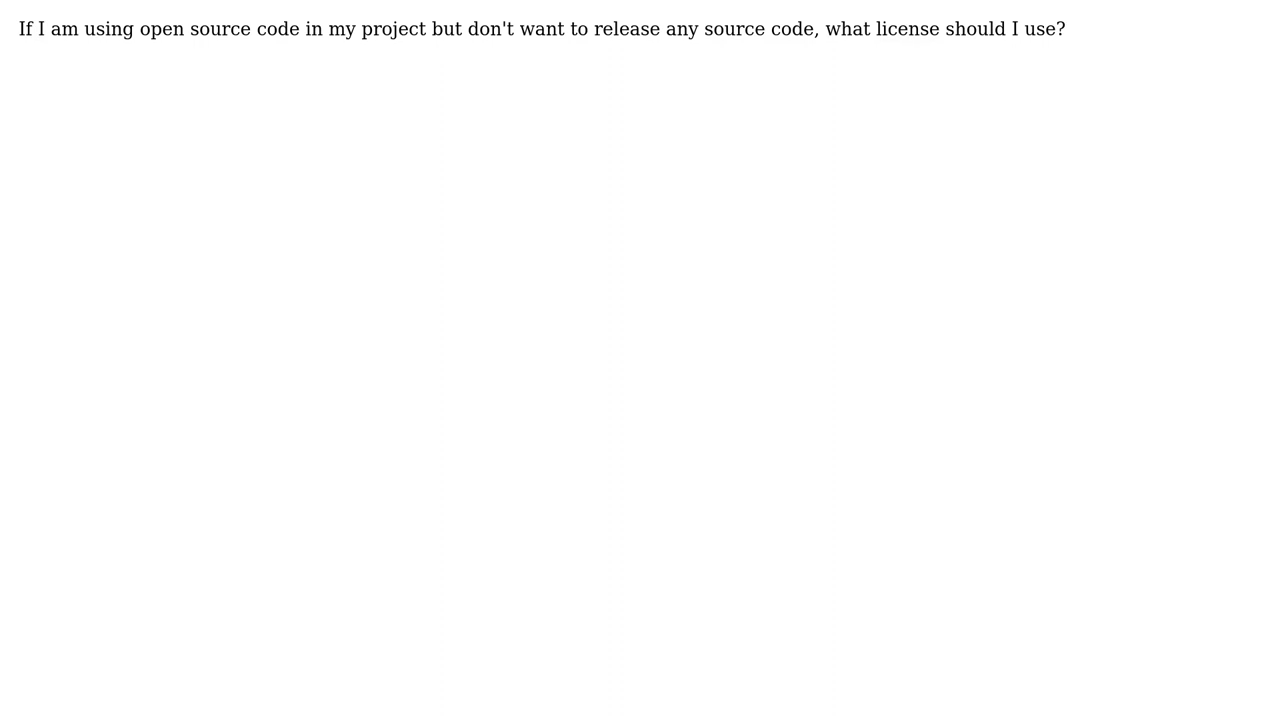 If I am using open source code in my project but don't want to release any source code, what license should I use?